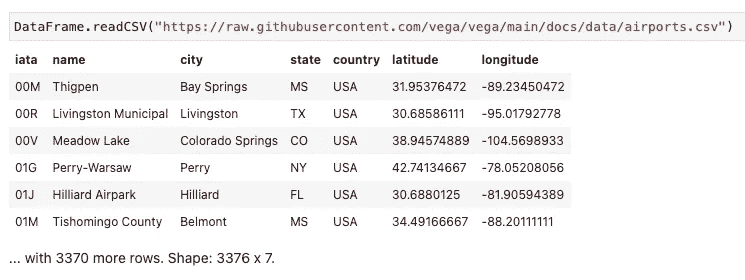 DataFrame.readCSV("https://raw.githubusercontent.com/vega/vega/main/docs/data/airports.csv")
iata name city state country latitude longitude
00M Thigpen Bay Springs MS USA 31.95376472 -89.23450472
00R Livingston Municipal Livingston TX USA 30.68586111 -95.01792778
00V Meadow Lake Colorado Springs CO USA 38.94574889 -104.5698933
01G Perry-Warsaw Perry NY USA 42.74134667 -78.05208056
01J Hilliard Airpark Hilliard FL USA 30.6880125 -81.90594389
01M Tishomingo County Belmont MS USA 34.49166667 -88.20111111
... with 3370 more rows. Shape: 3376 x 7.